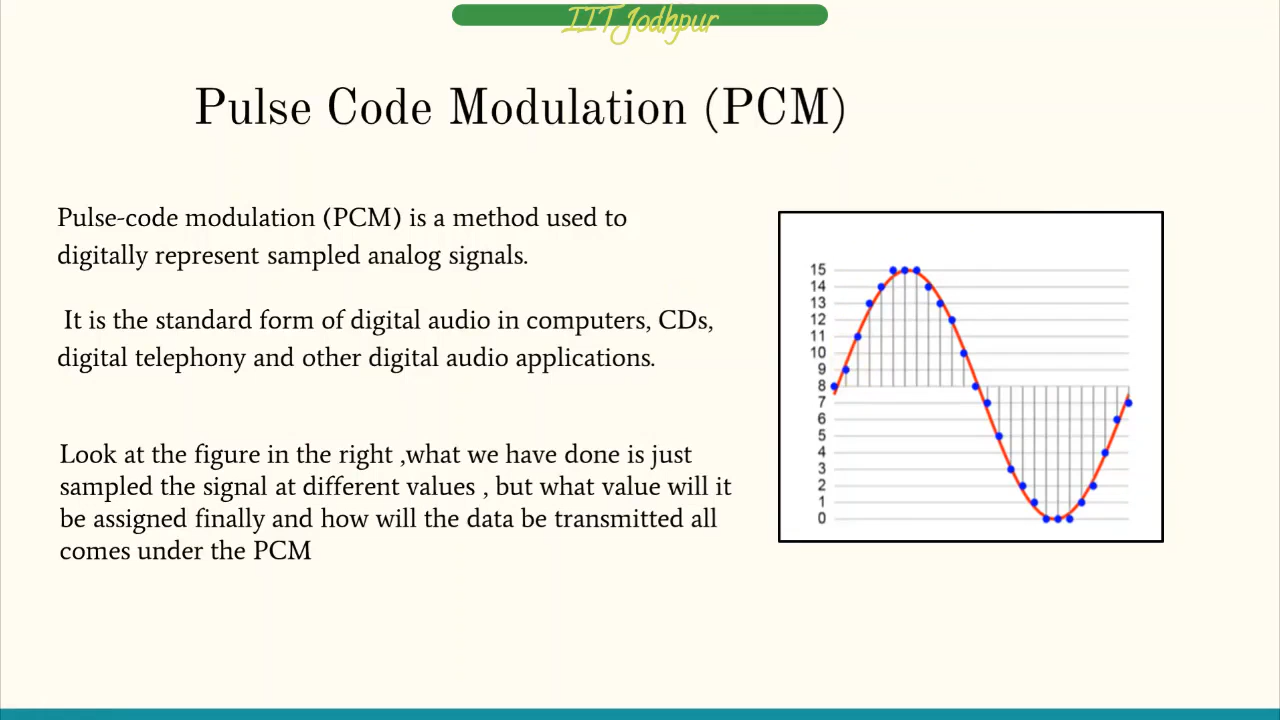 IIT Jodhpur
Pulse Code Modulation (PCM)
Pulse-code modulation (PCM) is a method used to
digitally represent sampled analog signals.
It is the standard form of digital audio in computers, CDs,
digital telephony and other digital audio applications.
Look at the figure in the right ,what we have done is just
sampled the signal at different values , but what value will it
be assigned finally and how will the data be transmitted all
comes under the PCM
15
14
13
12
11
10
9
8
7
6
5
4
3
2
1
0